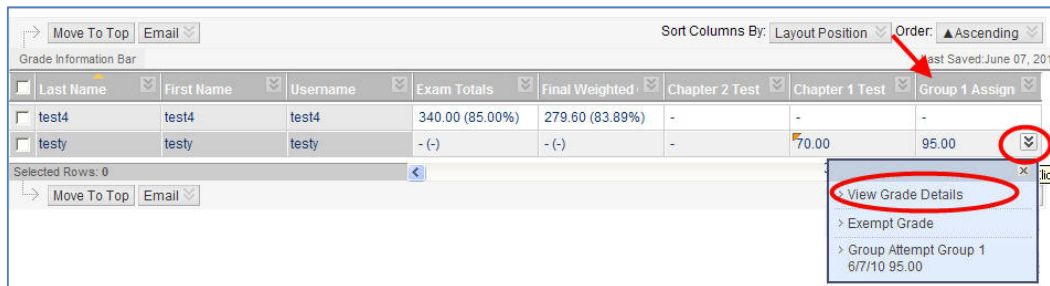 Move To Top Email Sort Columns By: Layout Position Order: ▲Ascending
Grade Information Bar Last Saved:June 07, 201
Last Name First Name Username Exam Totals Final Weighted Chapter 2 Test Chapter 1 Test Group 1 Assign
test4 test4 test4 340.00 (85.00%) 279.60 (83.89%) - - -
testy testy testy - (-) - (-) - 70.00 95.00
Selected Rows: 0
Move To Top Email
> View Grade Details
> Exempt Grade
> Group Attempt Group 1
6/7/10 95.00